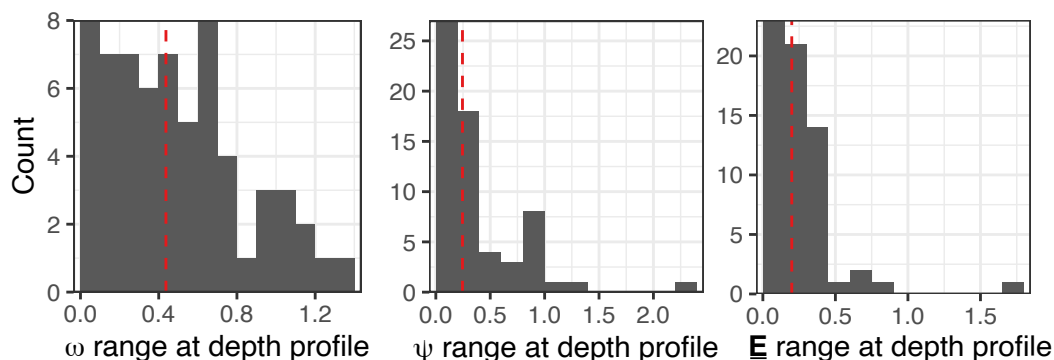 8
6
4
2
0
Count
0.0 0.4 0.8 1.2
ω range at depth profile
25
20
15
10
5
0
0.0 0.5 1.0 1.5 2.0
ψ range at depth profile
20
15
10
5
0
0.0 0.5 1.0 1.5
E range at depth profile